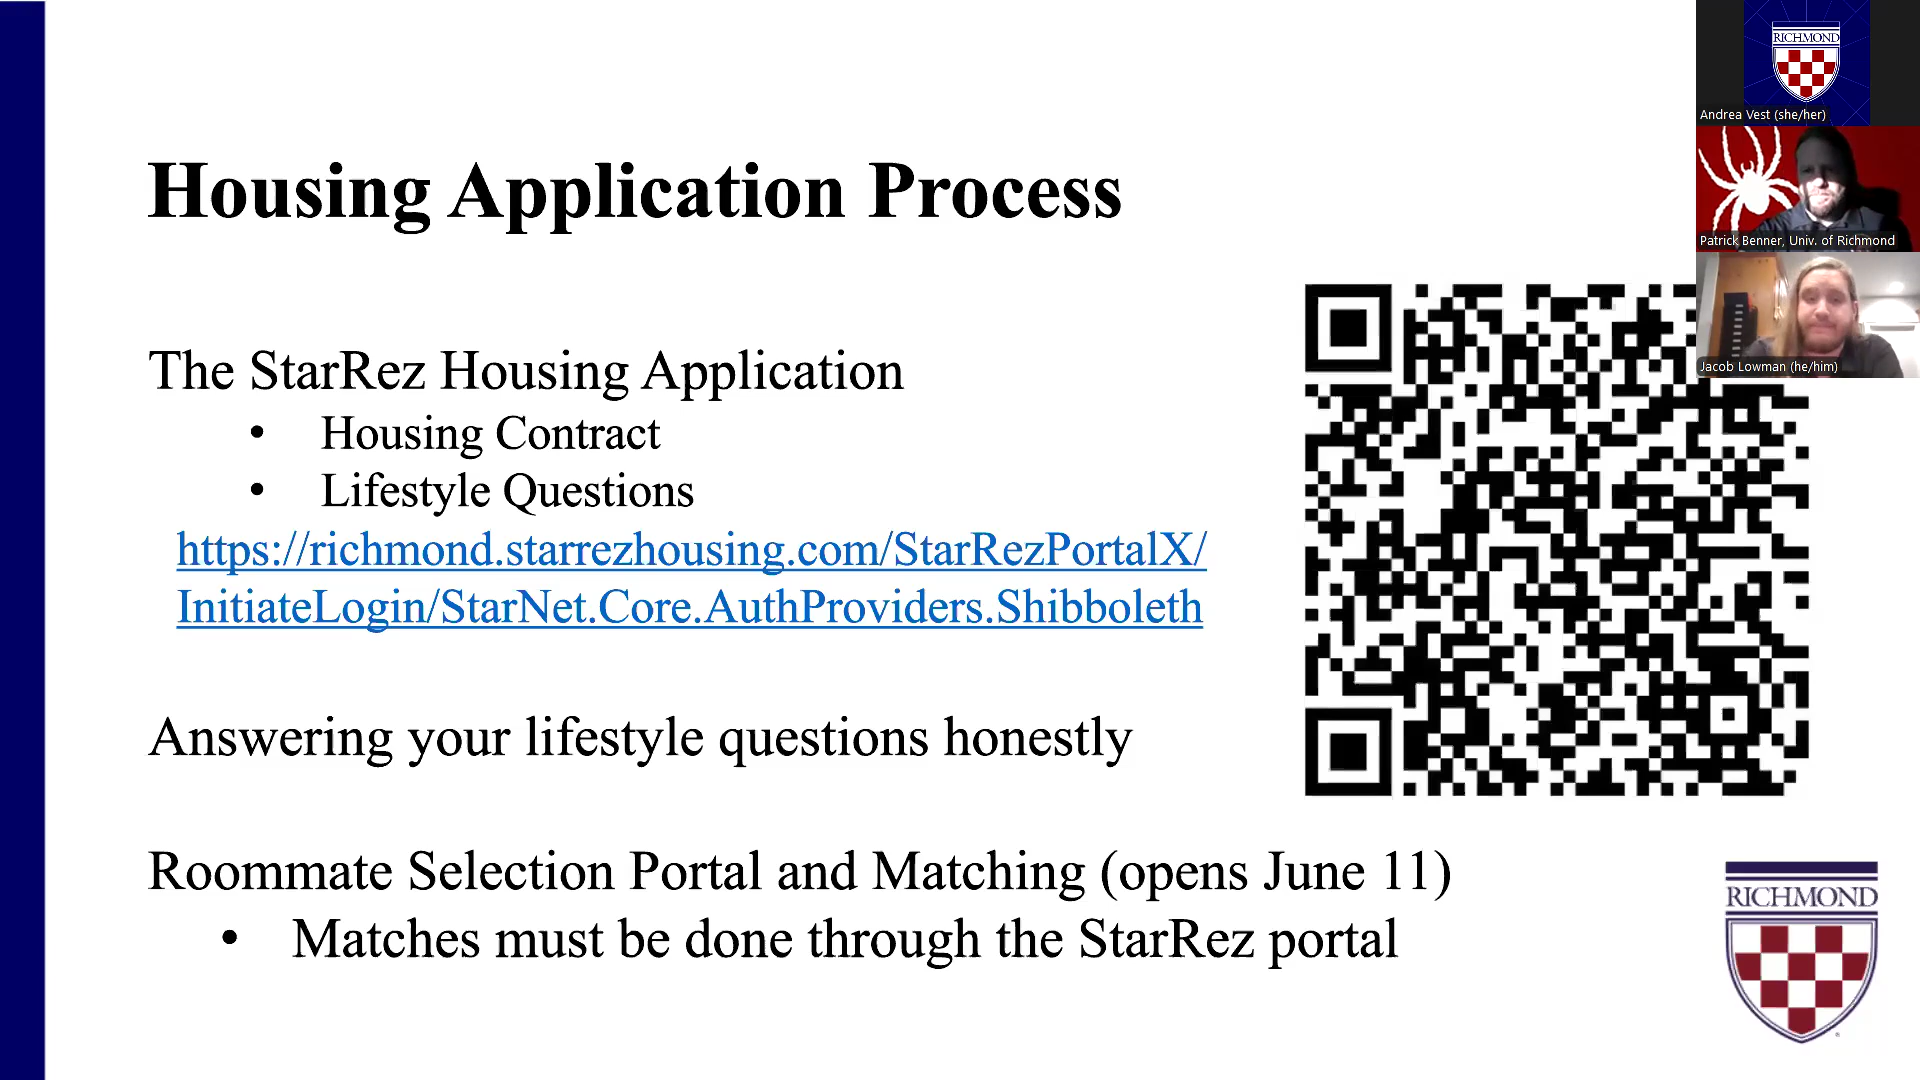 RICHMOND
Andrea Vest (she/her)
Patrick Benner, Univ. of Richmond
Jacob Lowman (he/him)
Housing Application Process
The StarRez Housing Application
• Housing Contract
• Lifestyle Questions
https://richmond.starrezhousing.com/StarRezPortalX/
InitiateLogin/StarNet.Core.AuthProviders.Shibboleth
Answering your lifestyle questions honestly
Roommate Selection Portal and Matching (opens June 11)
• Matches must be done through the StarRez portal
RICHMOND